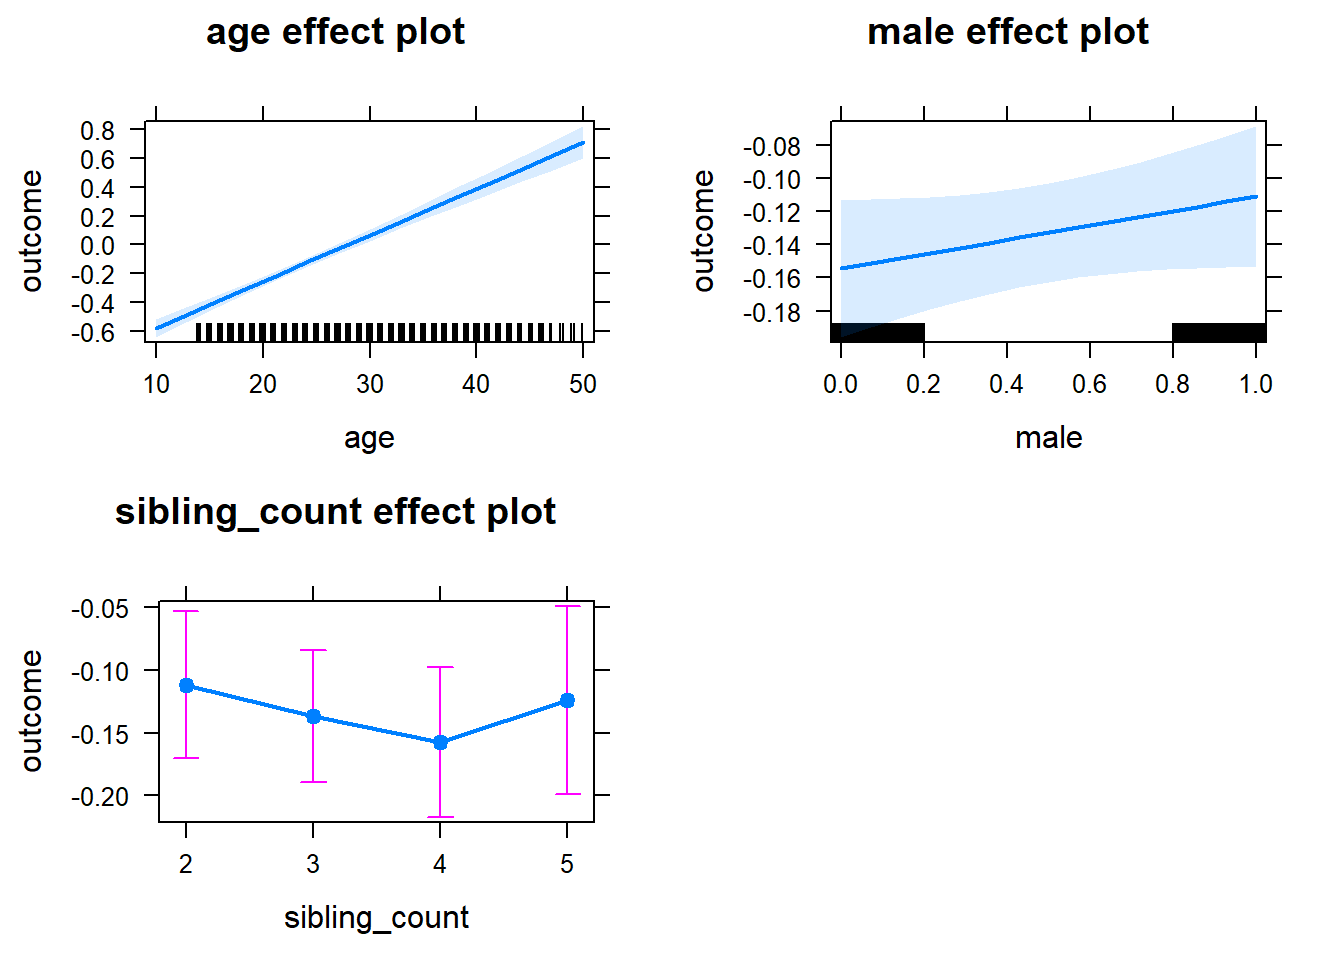 age effect plot
outcome
0.8
0.6
0.4
0.2
0.0
-0.2
-0.4
-0.6
10 20 30 40 50
age
male effect plot
outcome
-0.08
-0.10
-0.12
-0.14
-0.16
-0.18
0.0 0.2 0.4 0.6 0.8 1.0
male
sibling_count effect plot
outcome
-0.05
-0.10
-0.15
-0.20
2 3 4 5
sibling_count